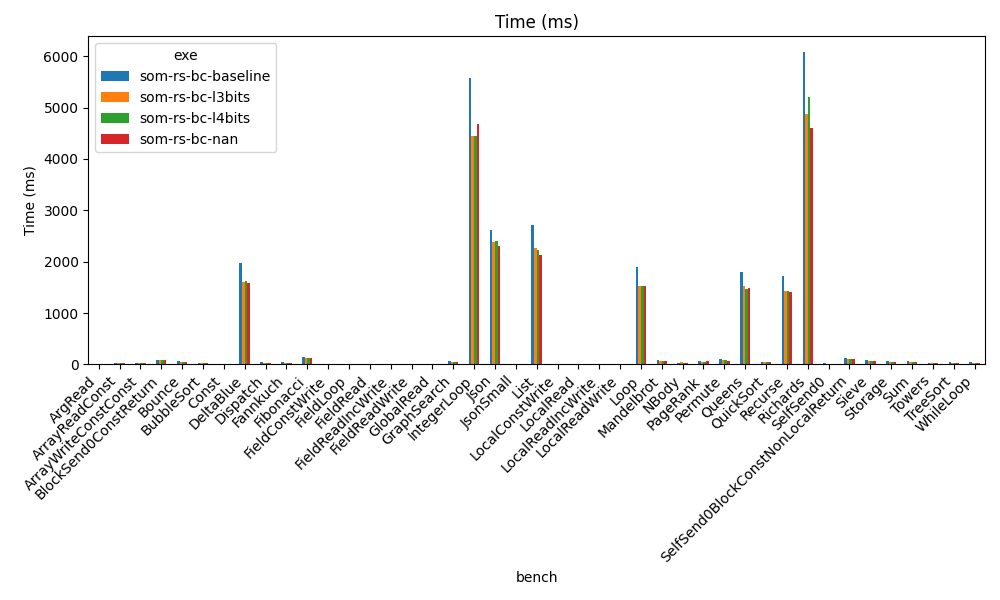 Time (ms)
exe
som-rs-bc-baseline
som-rs-bc-l3bits
som-rs-bc-l4bits
som-rs-bc-nan
Time (ms)
6000
5000
4000
3000
2000
1000
0
ArgRead
ArrayReadConst
ArrayWriteConstConst
BlockSend0ConstReturn
Bounce
BubbleSort
Const
DeltaBlue
Dispatch
Fannkuch
Fibonacci
FieldConstWrite
FieldLoop
FieldRead
FieldReadIncWrite
FieldReadWrite
GlobalRead
GraphSearch
IntegerLoop
Json
JsonSmall
List
LocalConstWrite
LocalRead
LocalReadIncWrite
LocalReadWrite
Loop
Mandelbrot
NBody
PageRank
Permute
Queens
QuickSort
Recurse
Richards
SelfSend0
SelfSend0BlockConstNonLocalReturn
Sieve
Storage
Sum
Towers
TreeSort
WhileLoop
bench